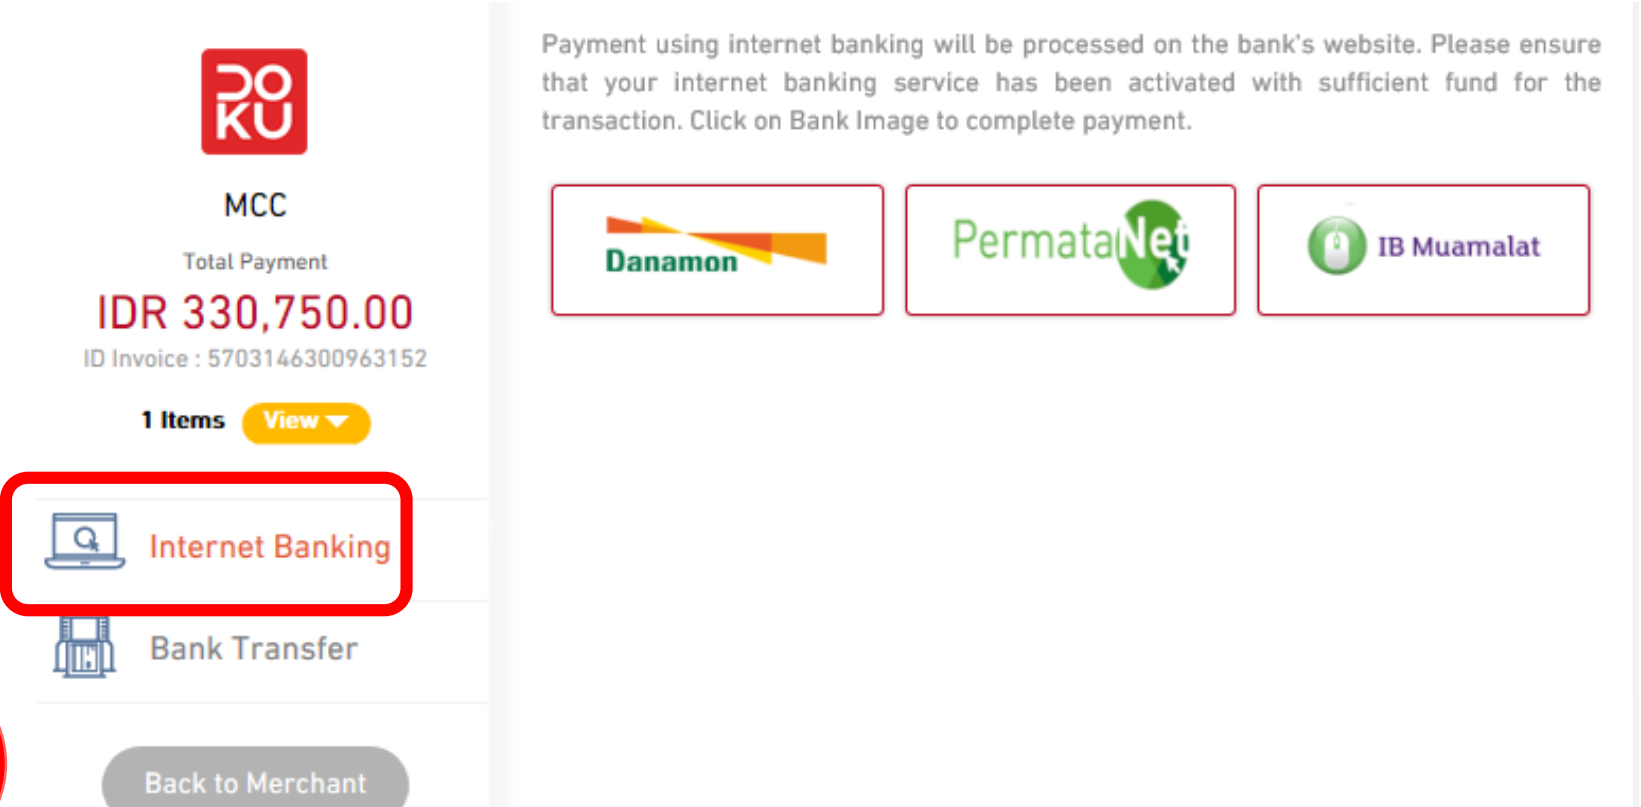 DOKU
MCC
Total Payment
IDR 330,750.00
ID Invoice : 5703146300963152
1 Items View
Internet Banking
Bank Transfer
Back to Merchant
Payment using internet banking will be processed on the bank's website. Please ensure
that your internet banking service has been activated with sufficient fund for the
transaction. Click on Bank Image to complete payment.
Danamon
PermataNet
IB Muamalat